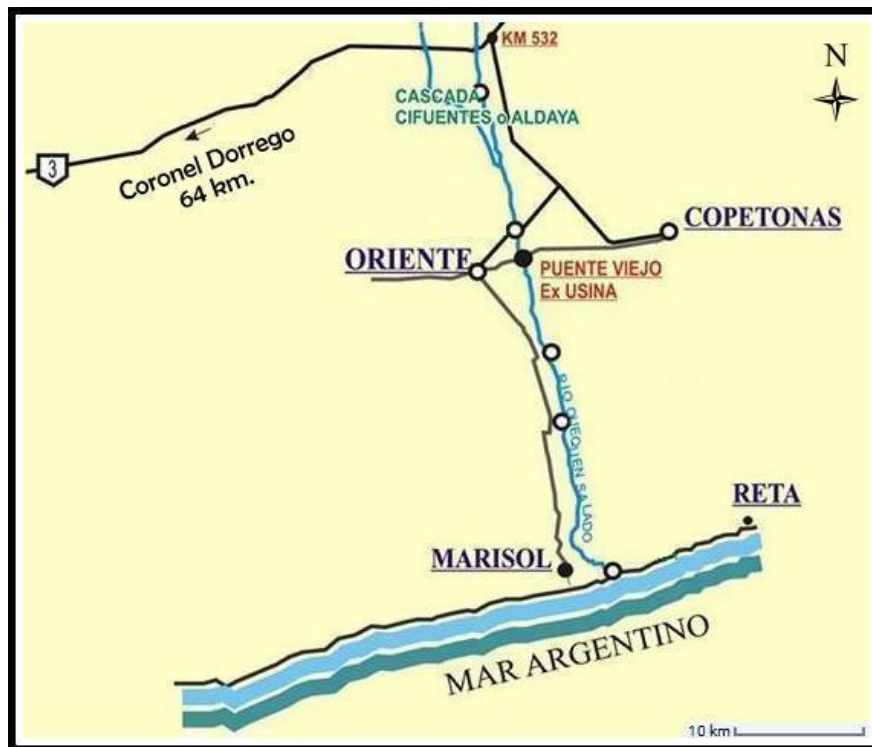 KM 532
N
CASCADA
CIFUENTES o ALDAYA
3
Coronel Dorrego
64 km.
COPETONAS
ORIENTE
PUENTE VIEJO
Ex USINA
RIO QUEQUEN SALADO
RETA
MARISOL
MAR ARGENTINO
10 km